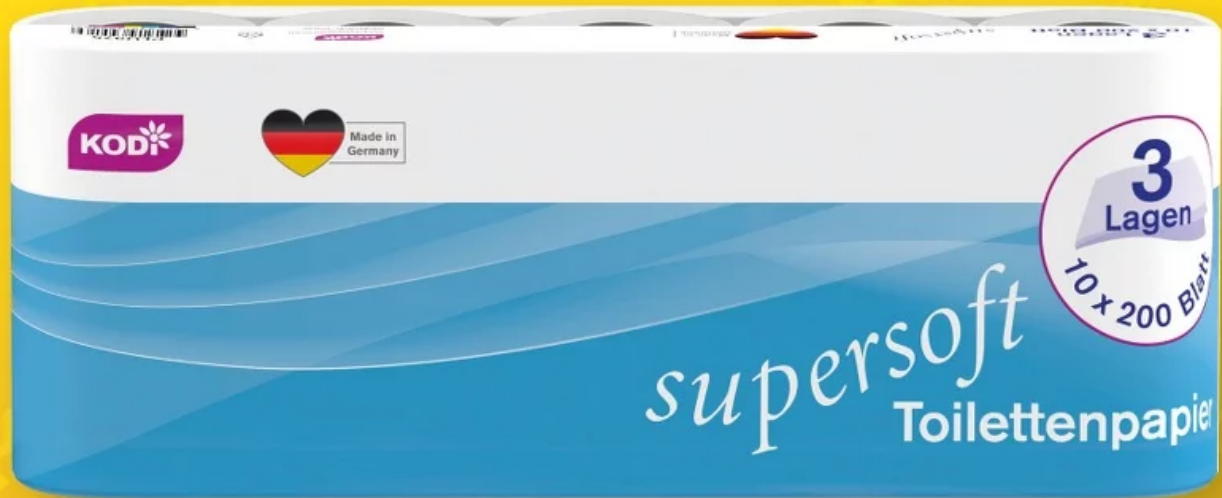 KODi
Made in
Germany
3
Lagen
10 x 200 Blatt
supersoft
Toilettenpapier